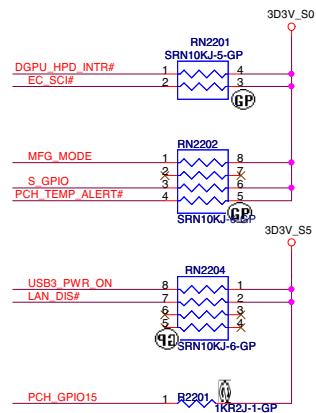 3D3V_S0
RN2201
SRN10KJ-5-GP
DGPU_HPD_INTR# 1 4
EC_SCI# 2 3
GP
RN2202
MFG_MODE 1 8
2 7
S_GPIO 3 6
PCH_TEMP_ALERT# 4 5
GP
SRN10KJ-6-GP
3D3V_S5
RN2204
USB3_PWR_ON 8 1
LAN_DIS# 7 2
6 3
5 4
GP
SRN10KJ-6-GP
PCH_GPIO15 1 R2201
1KR2J-1-GP